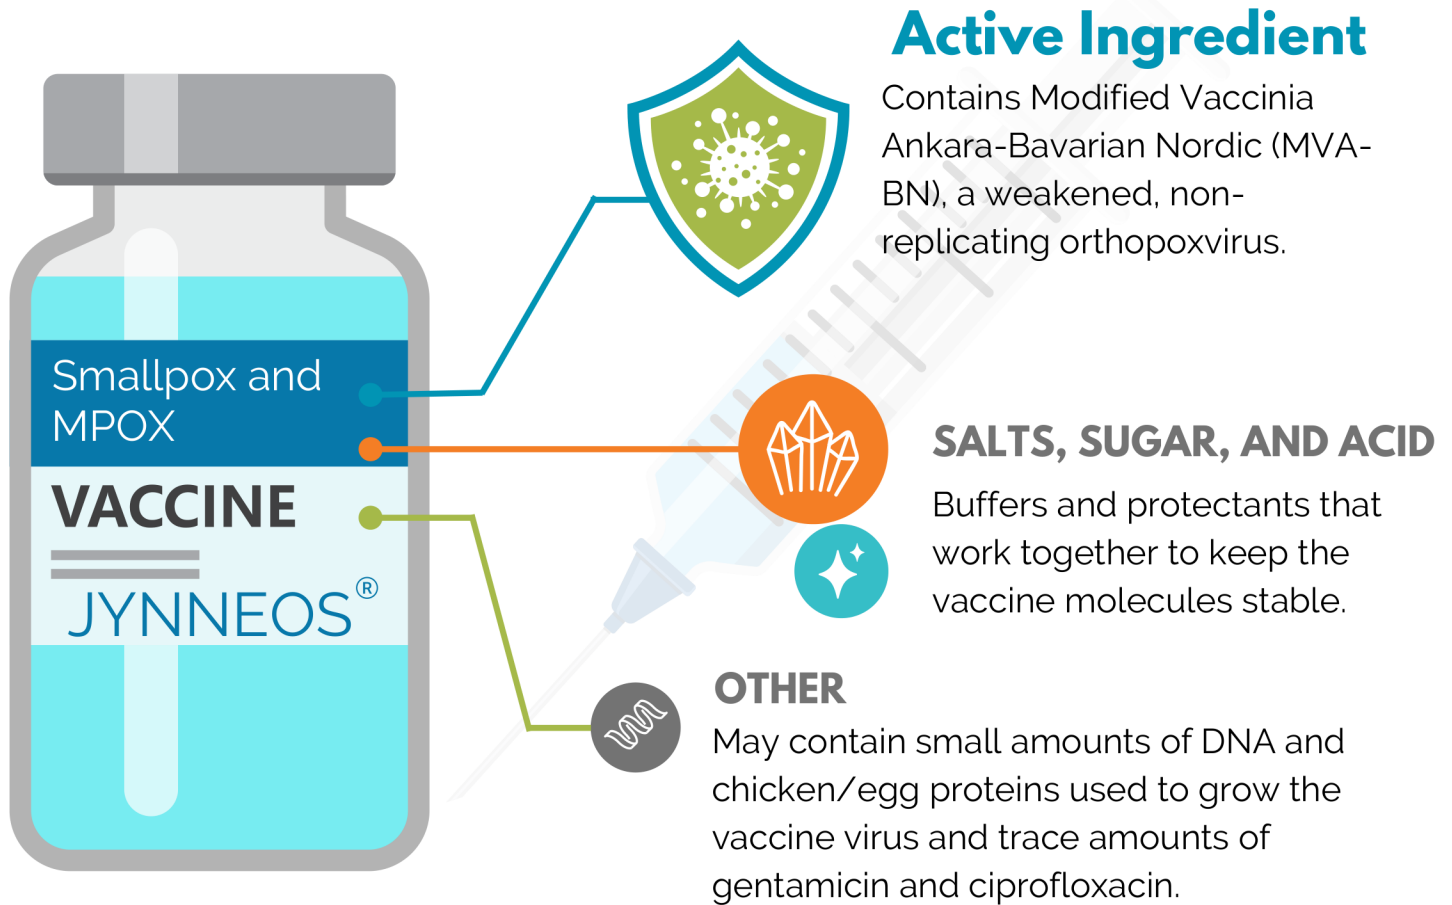 Active Ingredient
Contains Modified Vaccinia
Ankara-Bavarian Nordic (MVA-
BN), a weakened, non-
replicating orthopoxvirus.
Smallpox and
MPOX
VACCINE
JYNNEOS®
SALTS, SUGAR, AND ACID
Buffers and protectants that
work together to keep the
vaccine molecules stable.
OTHER
May contain small amounts of DNA and
chicken/egg proteins used to grow the
vaccine virus and trace amounts of
gentamicin and ciprofloxacin.